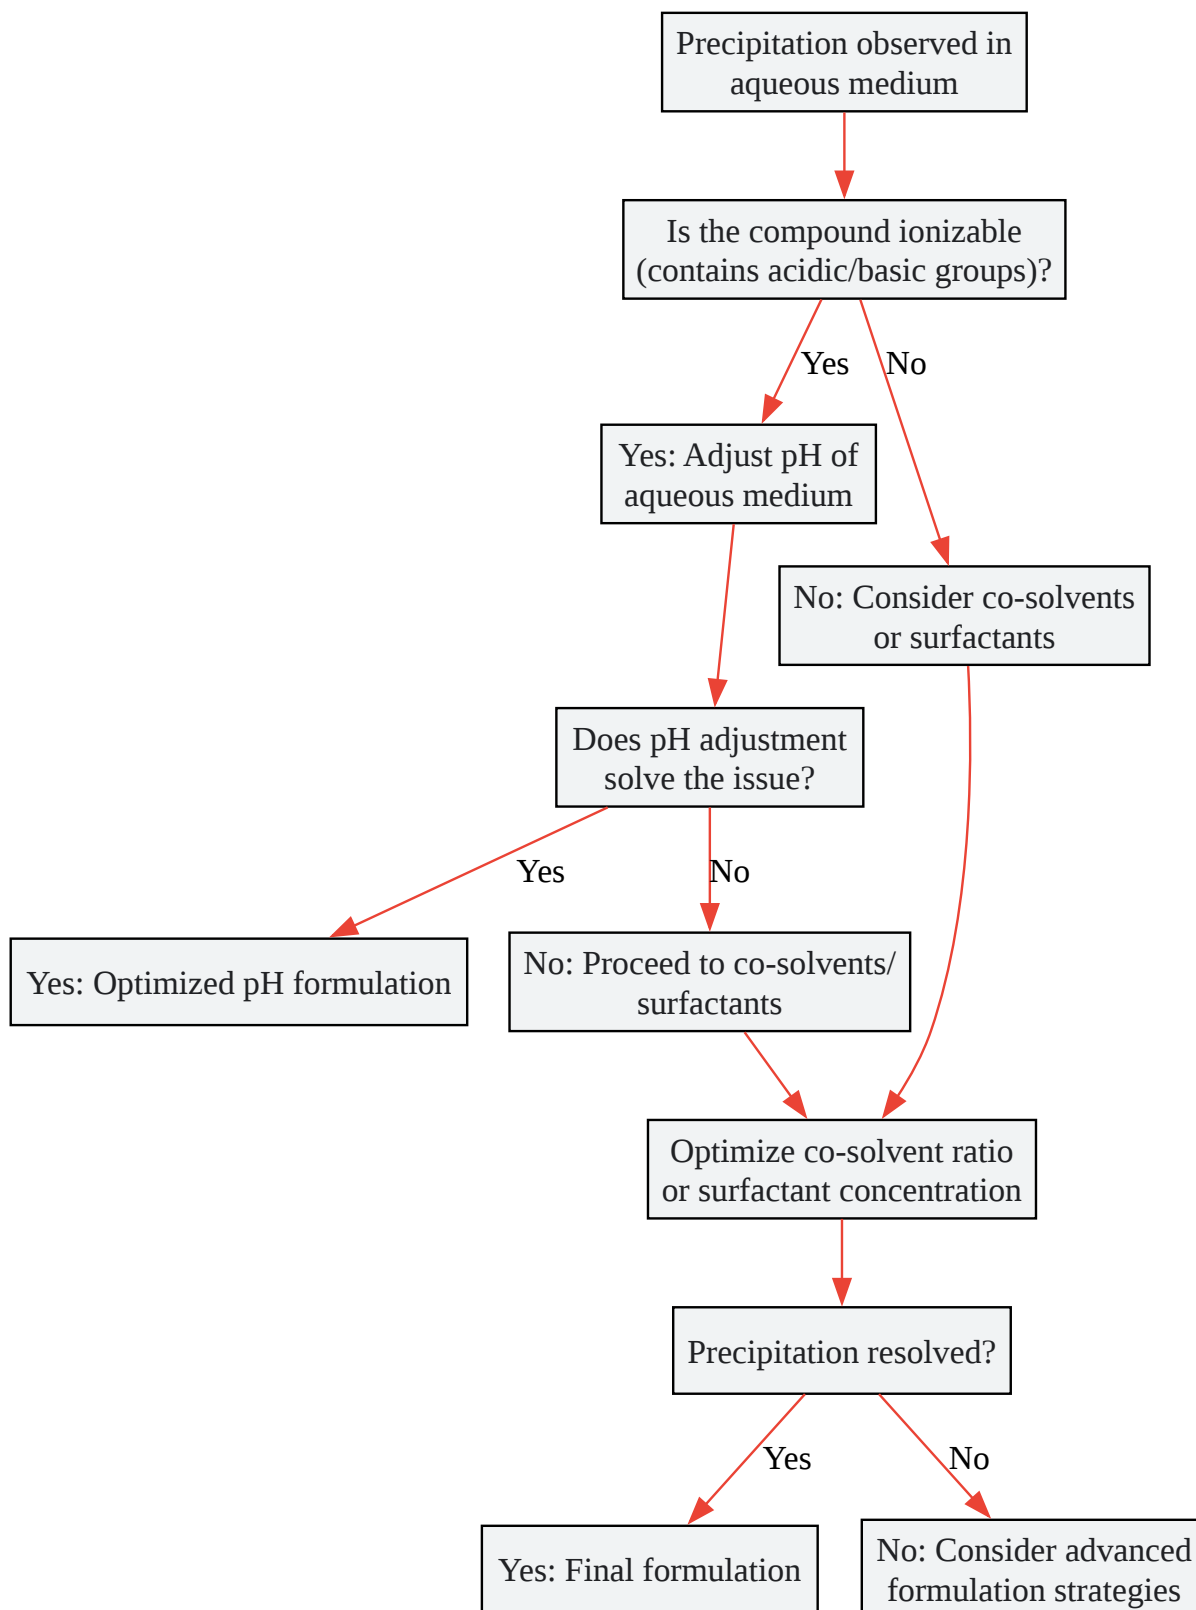 Precipitation observed in
aqueous medium
Is the compound ionizable
(contains acidic/basic groups)?
Yes
No
Yes: Adjust pH of
aqueous medium
No: Consider co-solvents
or surfactants
Does pH adjustment
solve the issue?
Yes
No
Yes: Optimized pH formulation
No: Proceed to co-solvents/
surfactants
Optimize co-solvent ratio
or surfactant concentration
Precipitation resolved?
Yes
No
Yes: Final formulation
No: Consider advanced
formulation strategies